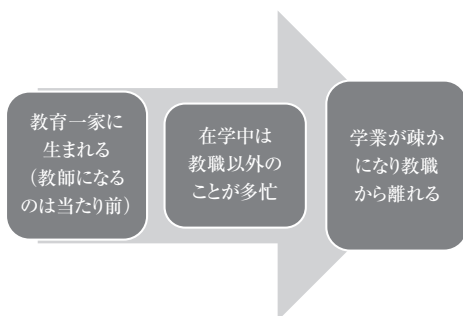 教育一家に
生まれる
（教師になる
のは当たり前）
在学中は
教職以外の
ことが多忙
学業が疎か
になり教職
から離れる